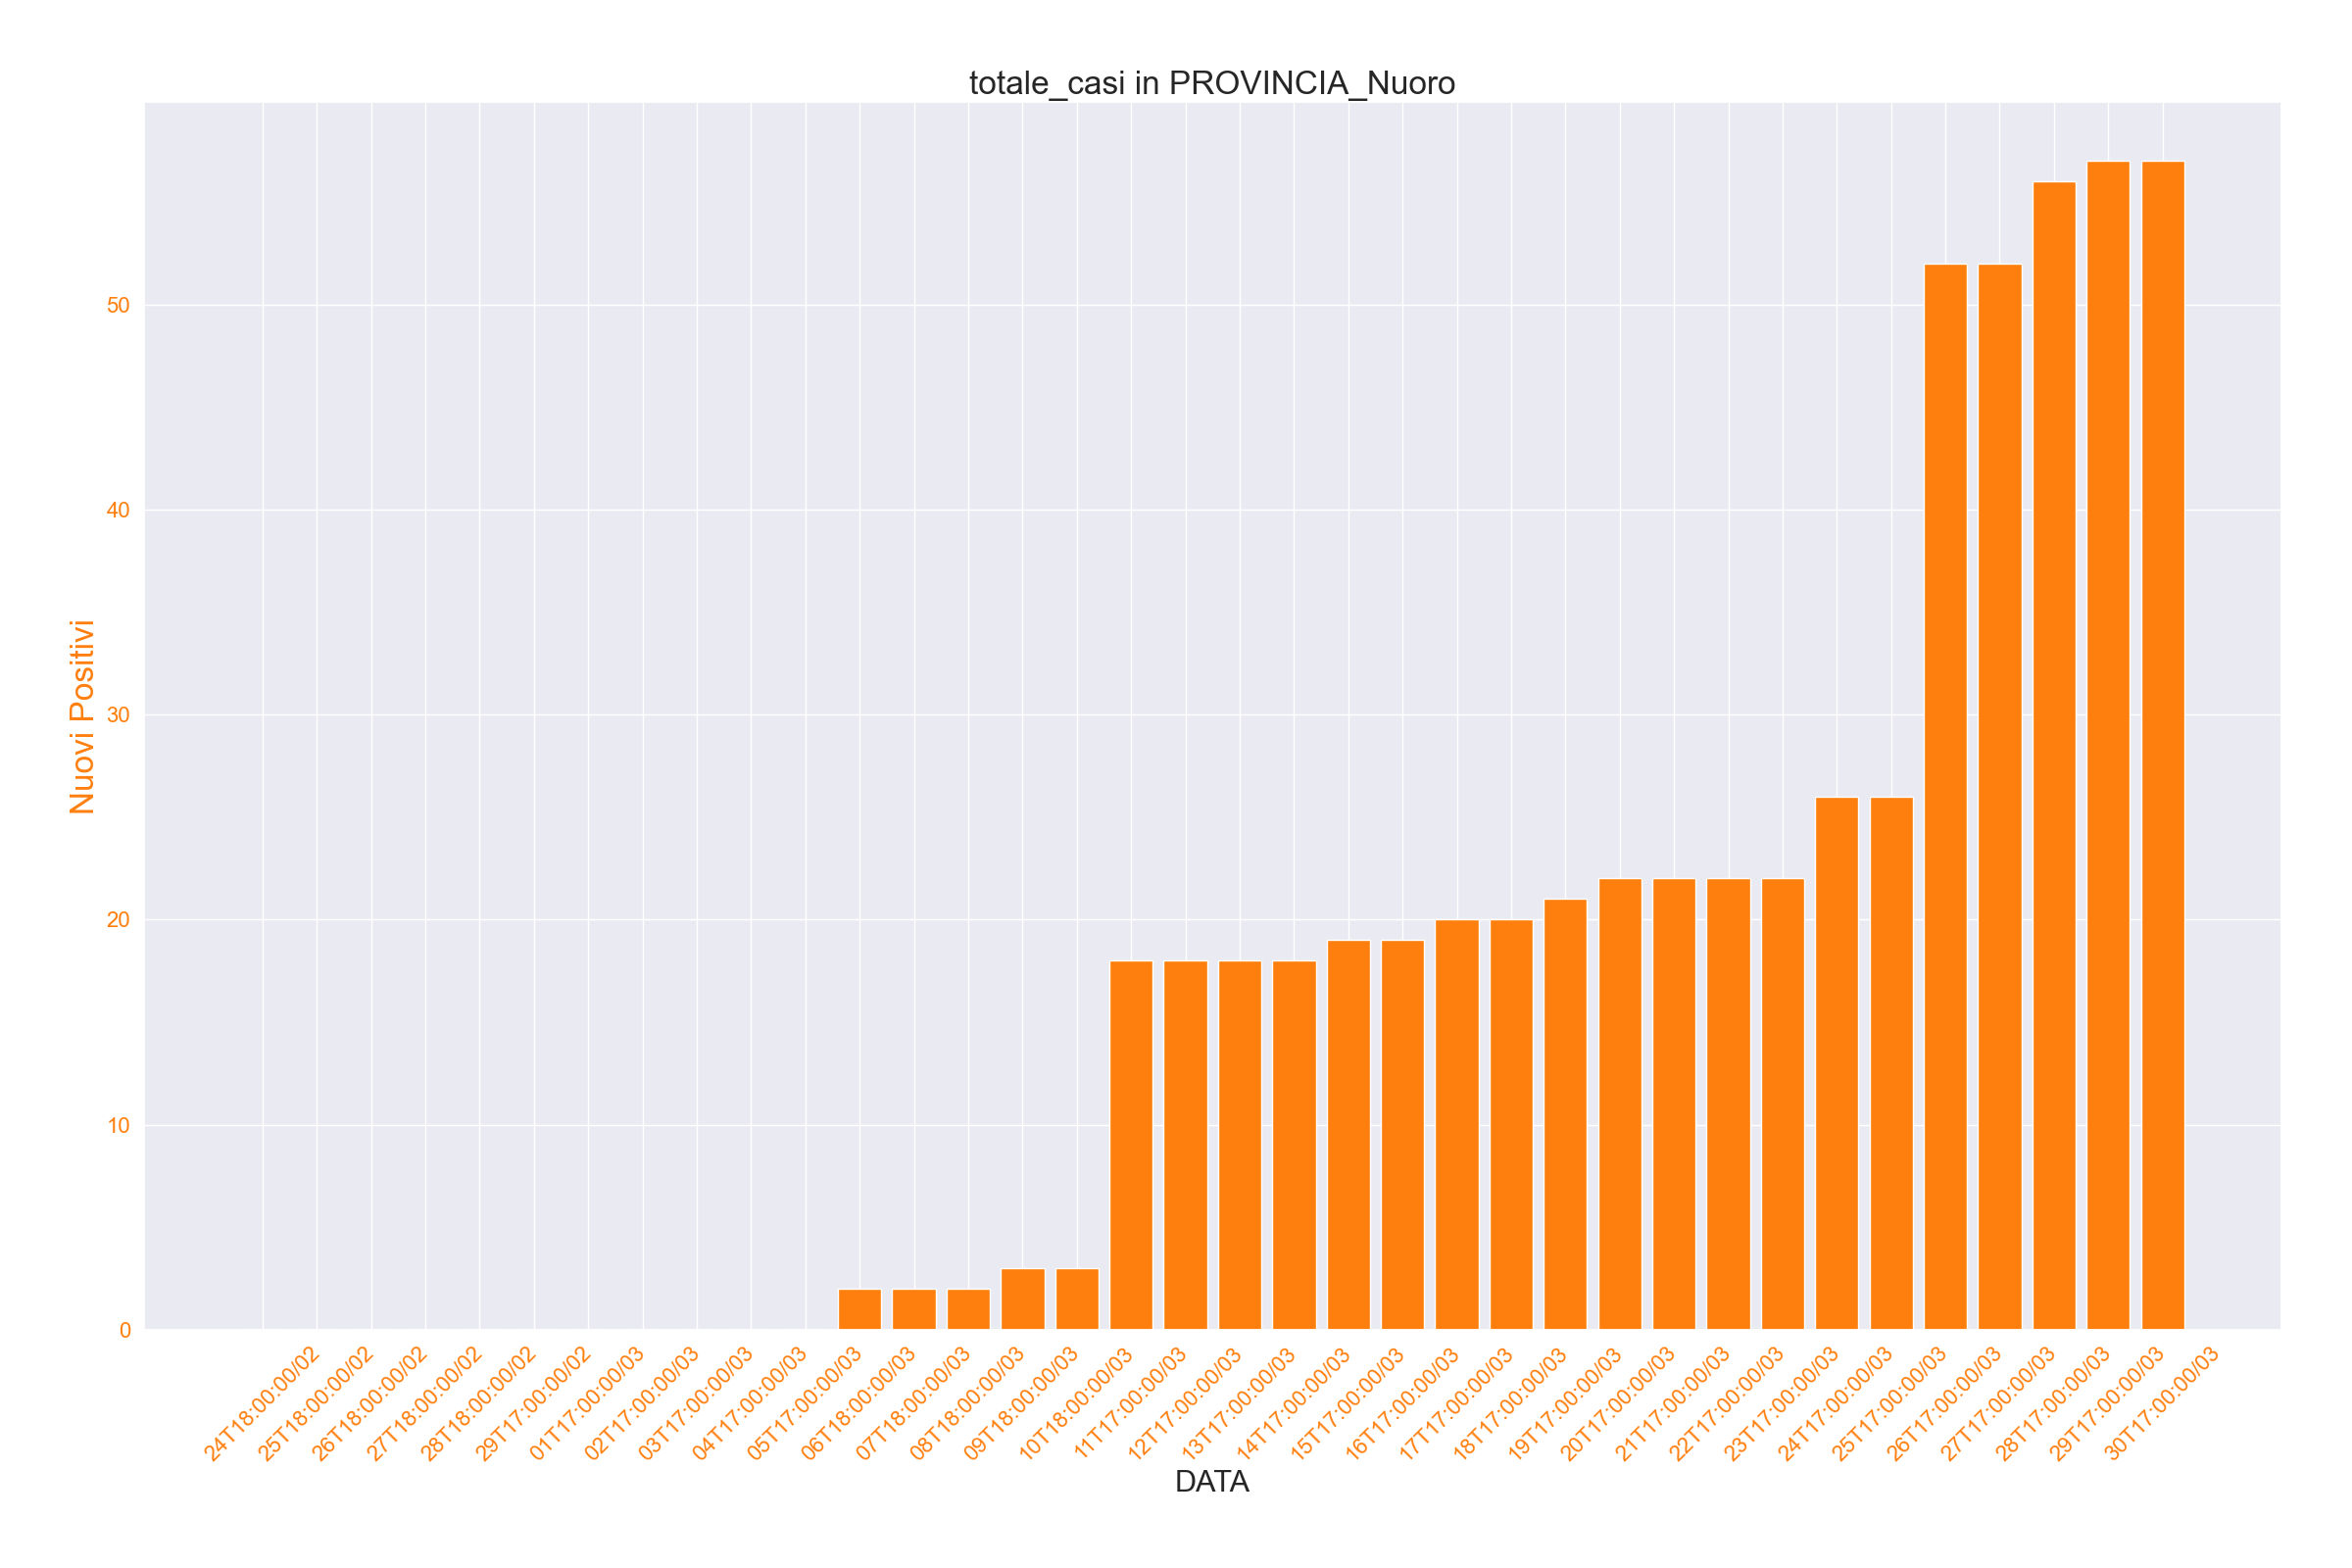 totale_casi in PROVINCIA_Nuoro
Nuovi Positivi
50
40
30
20
10
0
24T18:00:00/02
25T18:00:00/02
26T18:00:00/02
27T18:00:00/02
28T18:00:00/02
29T17:00:00/02
01T17:00:00/03
02T17:00:00/03
03T17:00:00/03
04T17:00:00/03
05T17:00:00/03
06T18:00:00/03
07T18:00:00/03
08T18:00:00/03
09T18:00:00/03
10T18:00:00/03
11T17:00:00/03
12T17:00:00/03
13T17:00:00/03
14T17:00:00/03
15T17:00:00/03
16T17:00:00/03
17T17:00:00/03
18T17:00:00/03
19T17:00:00/03
20T17:00:00/03
21T17:00:00/03
22T17:00:00/03
23T17:00:00/03
24T17:00:00/03
25T17:00:00/03
26T17:00:00/03
27T17:00:00/03
28T17:00:00/03
29T17:00:00/03
30T17:00:00/03
DATA